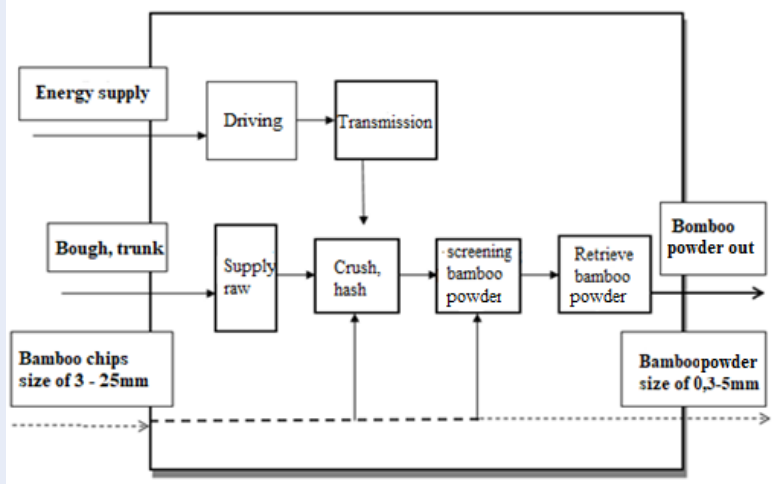 Energy supply
Driving
Transmission
Bough, trunk
Supply
raw
Crush,
hash
screening
bamboo
powder
Retrieve
bamboo
powder
Bomboo
powder out
Bamboo chips
size of 3 - 25mm
Bamboopowder
size of 0,3-5mm